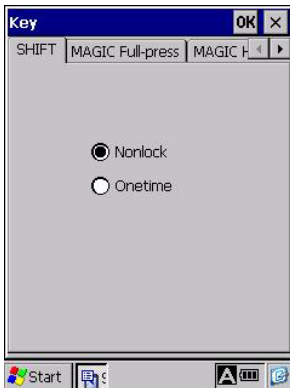 Key OK ×
SHIFT MAGIC Full-press MAGIC
Nonlock
Onetime
Start A